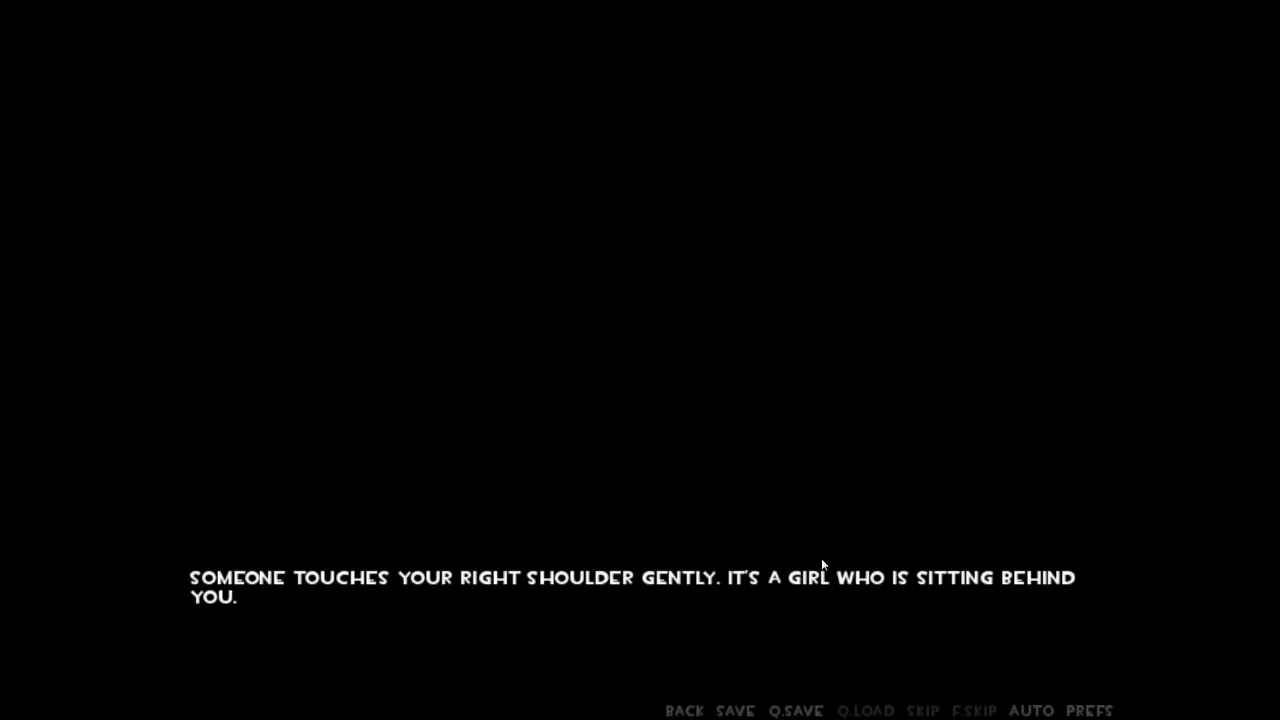 SOMEONE TOUCHES YOUR RIGHT SHOULDER GENTLY. IT'S A GIRL WHO IS SITTING BEHIND
YOU.
BACK SAVE Q.SAVE Q.LOAD SKIP F.SKIP AUTO PREFS